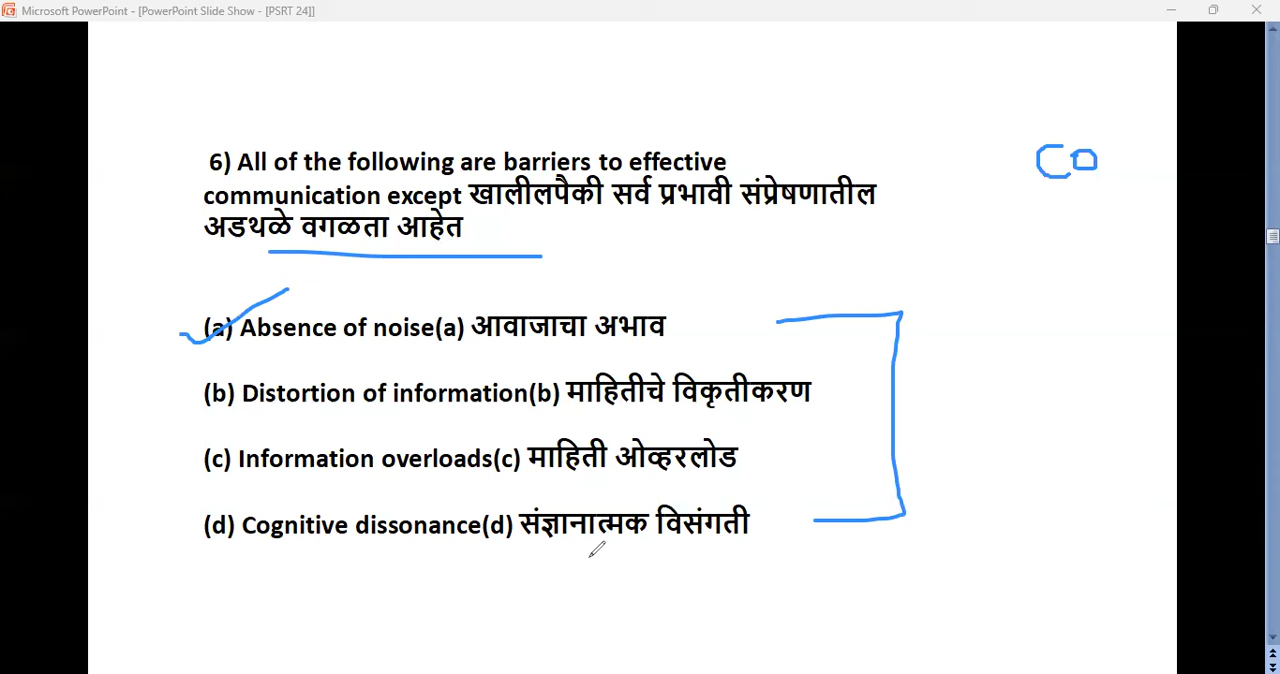 Microsoft PowerPoint - [PowerPoint Slide Show - [PSRT 24]]
6) All of the following are barriers to effective
communication except खालीलपैकी सर्व प्रभावी संप्रेषणातील
अडथळे वगळता आहेत
(a) Absence of noise(a) आवाजाचा अभाव
(b) Distortion of information(b) माहितीचे विकृतीकरण
(c) Information overloads(c) माहिती ओव्हरलोड
(d) Cognitive dissonance(d) संज्ञानात्मक विसंगती